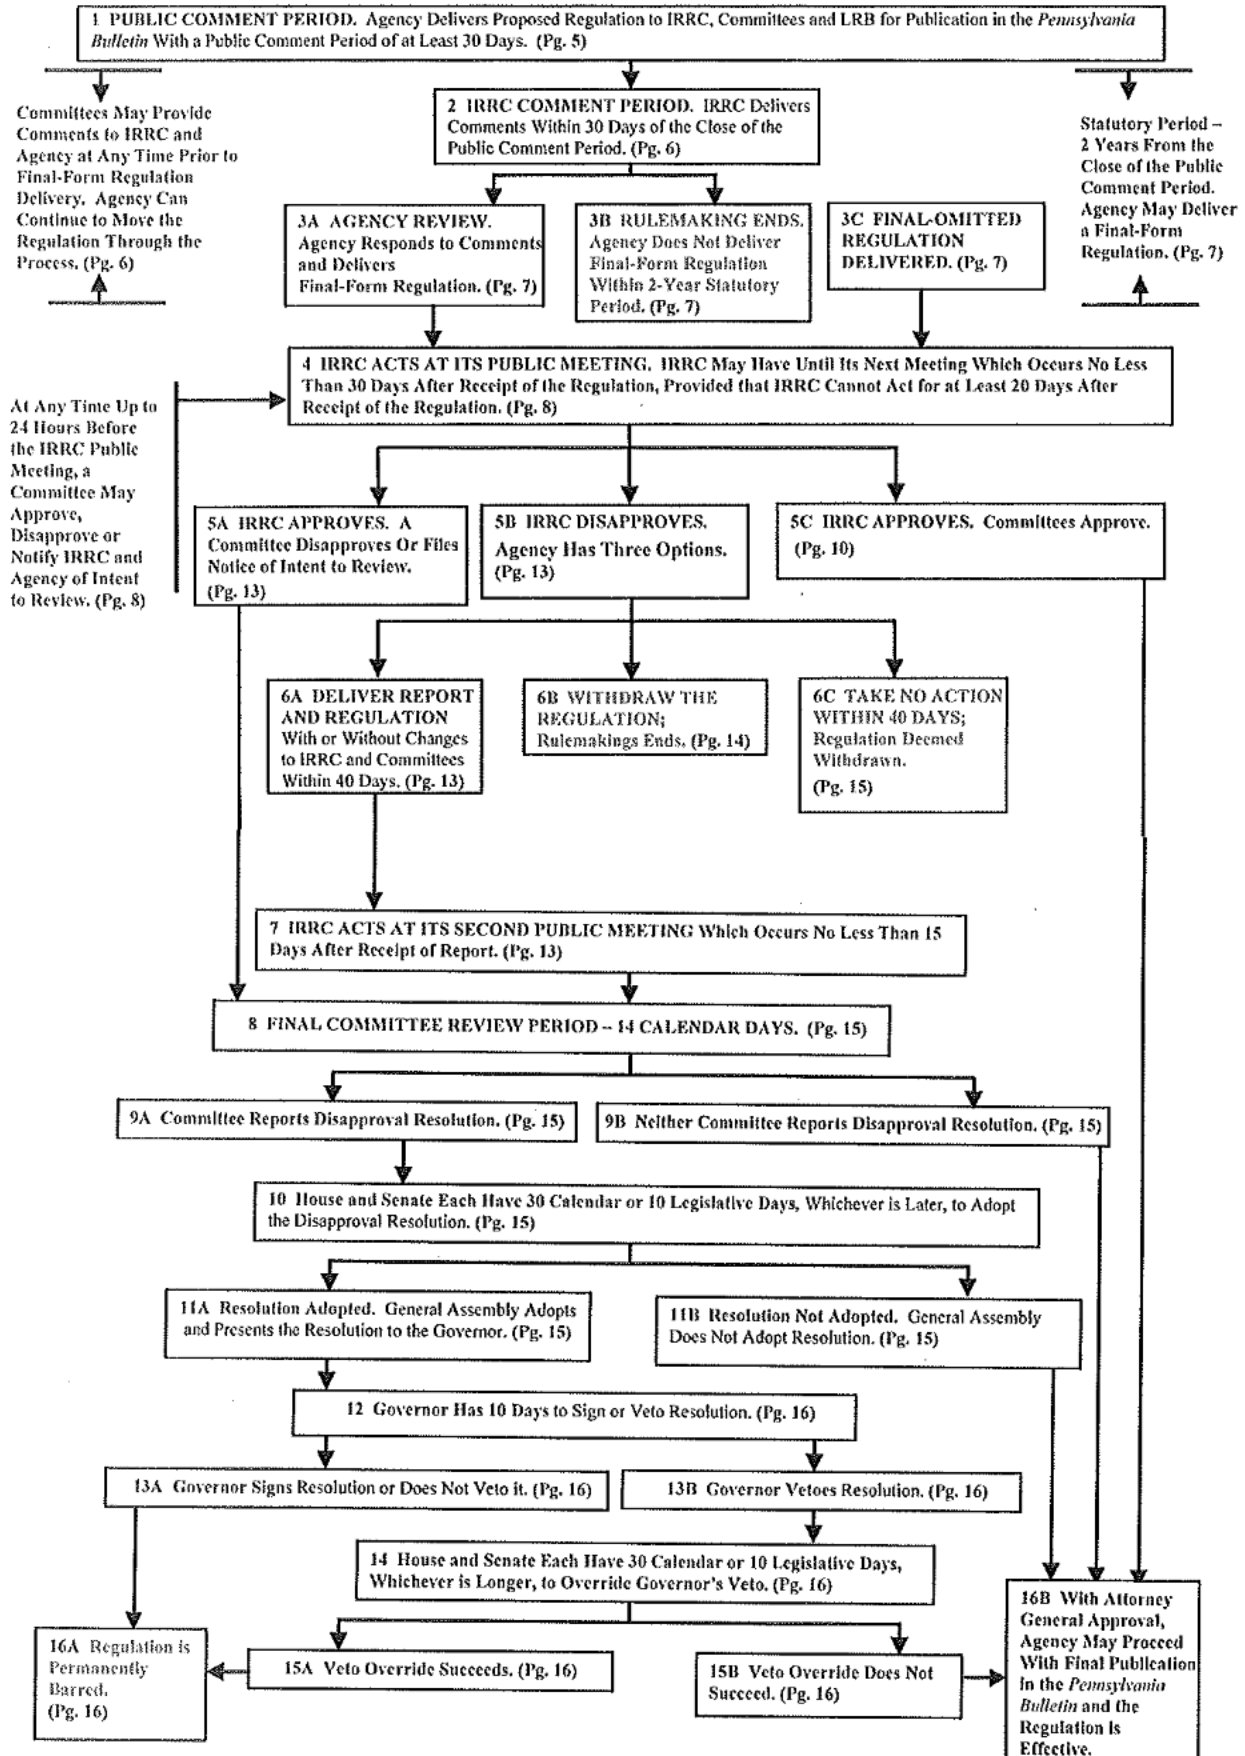 1 PUBLIC COMMENT PERIOD. Agency Delivers Proposed Regulation to IRRC, Committees and LRB for Publication in the Pennsylvania
Bulletin With a Public Comment Period of at Least 30 Days. (Pg. 5)
Committees May Provide
Comments to IRRC and
Agency at Any Time Prior to
Final-Form Regulation
Delivery. Agency Can
Continue to Move the
Regulation Through the
Process. (Pg. 6)
2 IRRC COMMENT PERIOD. IRRC Delivers
Comments Within 30 Days of the Close of the
Public Comment Period. (Pg. 6)
Statutory Period –
2 Years From the
Close of the Public
Comment Period.
Agency May Deliver
a Final-Form
Regulation. (Pg. 7)
3A AGENCY REVIEW.
Agency Responds to Comments
and Delivers
Final-Form Regulation. (Pg. 7)
3B RULEMAKING ENDS.
Agency Does Not Deliver
Final-Form Regulation
Within 2-Year Statutory
Period. (Pg. 7)
3C FINAL-OMITTED
REGULATION
DELIVERED. (Pg. 7)
4 IRRC ACTS AT ITS PUBLIC MEETING. IRRC May Have Until Its Next Meeting Which Occurs No Less
Than 30 Days After Receipt of the Regulation, Provided that IRRC Cannot Act for at Least 20 Days After
Receipt of the Regulation. (Pg. 8)
At Any Time Up to
24 Hours Before
the IRRC Public
Meeting, a
Committee May
Approve,
Disapprove or
Notify IRRC and
Agency of Intent
to Review. (Pg. 8)
5A IRRC APPROVES. A
Committee Disapproves Or Files
Notice of Intent to Review.
(Pg. 13)
5B IRRC DISAPPROVES.
Agency Has Three Options.
(Pg. 13)
5C IRRC APPROVES. Committees Approve.
(Pg. 10)
6A DELIVER REPORT
AND REGULATION
With or Without Changes
to IRRC and Committees
Within 40 Days. (Pg. 13)
6B WITHDRAW THE
REGULATION;
Rulemakings Ends. (Pg. 14)
6C TAKE NO ACTION
WITHIN 40 DAYS;
Regulation Deemed
Withdrawn.
(Pg. 15)
7 IRRC ACTS AT ITS SECOND PUBLIC MEETING Which Occurs No Less Than 15
Days After Receipt of Report. (Pg. 13)
8 FINAL COMMITTEE REVIEW PERIOD – 14 CALENDAR DAYS. (Pg. 15)
9A Committee Reports Disapproval Resolution. (Pg. 15)
9B Neither Committee Reports Disapproval Resolution. (Pg. 15)
10 House and Senate Each Have 30 Calendar or 10 Legislative Days, Whichever is Later, to Adopt
the Disapproval Resolution. (Pg. 15)
11A Resolution Adopted. General Assembly Adopts
and Presents the Resolution to the Governor. (Pg. 15)
11B Resolution Not Adopted. General Assembly
Does Not Adopt Resolution. (Pg. 15)
12 Governor Has 10 Days to Sign or Veto Resolution. (Pg. 16)
13A Governor Signs Resolution or Does Not Veto it. (Pg. 16)
13B Governor Vetoes Resolution. (Pg. 16)
14 House and Senate Each Have 30 Calendar or 10 Legislative Days,
Whichever is Longer, to Override Governor's Veto. (Pg. 16)
16A Regulation is
Permanently
Barred.
(Pg. 16)
15A Veto Override Succeeds. (Pg. 16)
15B Veto Override Does Not
Succeed. (Pg. 16)
16B With Attorney
General Approval,
Agency May Proceed
With Final Publication
in the Pennsylvania
Bulletin and the
Regulation Is
Effective.